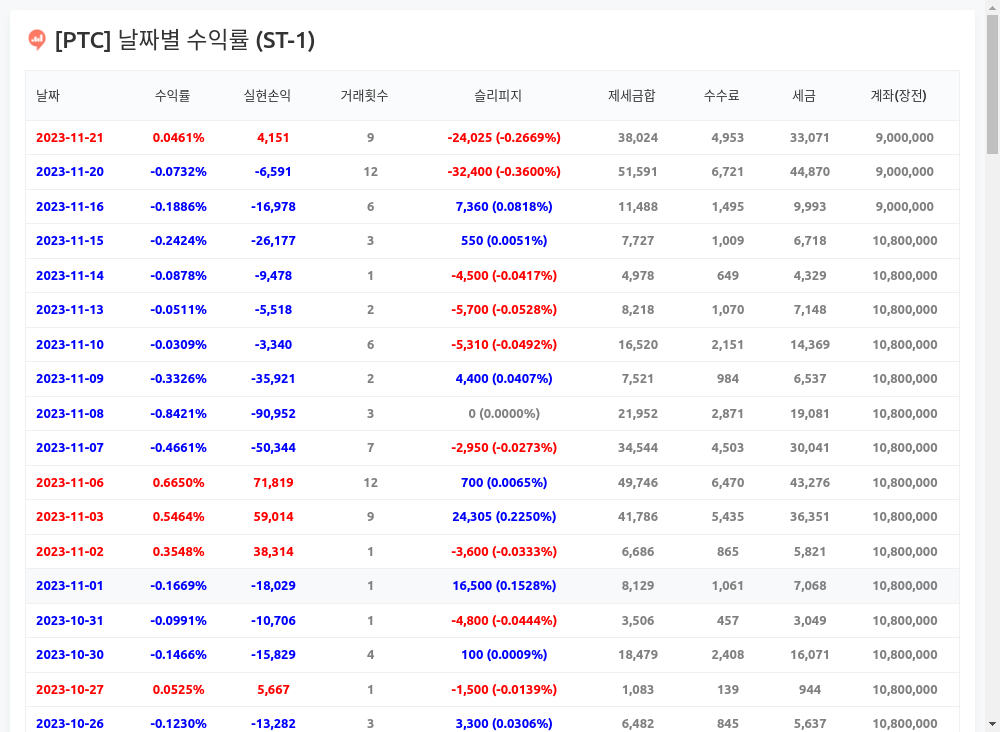 [PTC] 날짜별 수익률 (ST-1)
날짜 수익률 실현손익 거래횟수 슬리피지 제세금합 수수료 세금 계좌(장전)
2023-11-21 0.0461% 4,151 9 -24,025 (-0.2669%) 38,024 4,953 33,071 9,000,000
2023-11-20 -0.0732% -6,591 12 -32,400 (-0.3600%) 51,591 6,721 44,870 9,000,000
2023-11-16 -0.1886% -16,978 6 7,360 (0.0818%) 11,488 1,495 9,993 9,000,000
2023-11-15 -0.2424% -26,177 3 550 (0.0051%) 7,727 1,009 6,718 10,800,000
2023-11-14 -0.0878% -9,478 1 -4,500 (-0.0417%) 4,978 649 4,329 10,800,000
2023-11-13 -0.0511% -5,518 2 -5,700 (-0.0528%) 8,218 1,070 7,148 10,800,000
2023-11-10 -0.0309% -3,340 6 -5,310 (-0.0492%) 16,520 2,151 14,369 10,800,000
2023-11-09 -0.3326% -35,921 2 4,400 (0.0407%) 7,521 984 6,537 10,800,000
2023-11-08 -0.8421% -90,952 3 0 (0.0000%) 21,952 2,871 19,081 10,800,000
2023-11-07 -0.4661% -50,344 7 -2,950 (-0.0273%) 34,544 4,503 30,041 10,800,000
2023-11-06 0.6650% 71,819 12 700 (0.0065%) 49,746 6,470 43,276 10,800,000
2023-11-03 0.5464% 59,014 9 24,305 (0.2250%) 41,786 5,435 36,351 10,800,000
2023-11-02 0.3548% 38,314 1 -3,600 (-0.0333%) 6,686 865 5,821 10,800,000
2023-11-01 -0.1669% -18,029 1 16,500 (0.1528%) 8,129 1,061 7,068 10,800,000
2023-10-31 -0.0991% -10,706 1 -4,800 (-0.0444%) 3,506 457 3,049 10,800,000
2023-10-30 -0.1466% -15,829 4 100 (0.0009%) 18,479 2,408 16,071 10,800,000
2023-10-27 0.0525% 5,667 1 -1,500 (-0.0139%) 1,083 139 944 10,800,000
2023-10-26 -0.1230% -13,282 3 3,300 (0.0306%) 6,482 845 5,637 10,800,000